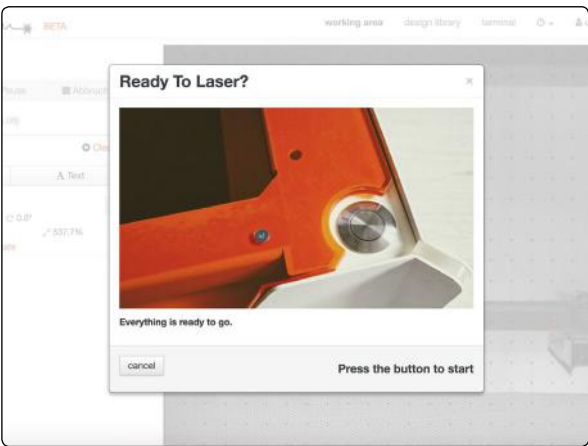 BETA
working area design library terminal
Ready To Laser?
×
Pause Abbruch
Text
0.0°
537.7%
Everything is ready to go.
cancel
Press the button to start